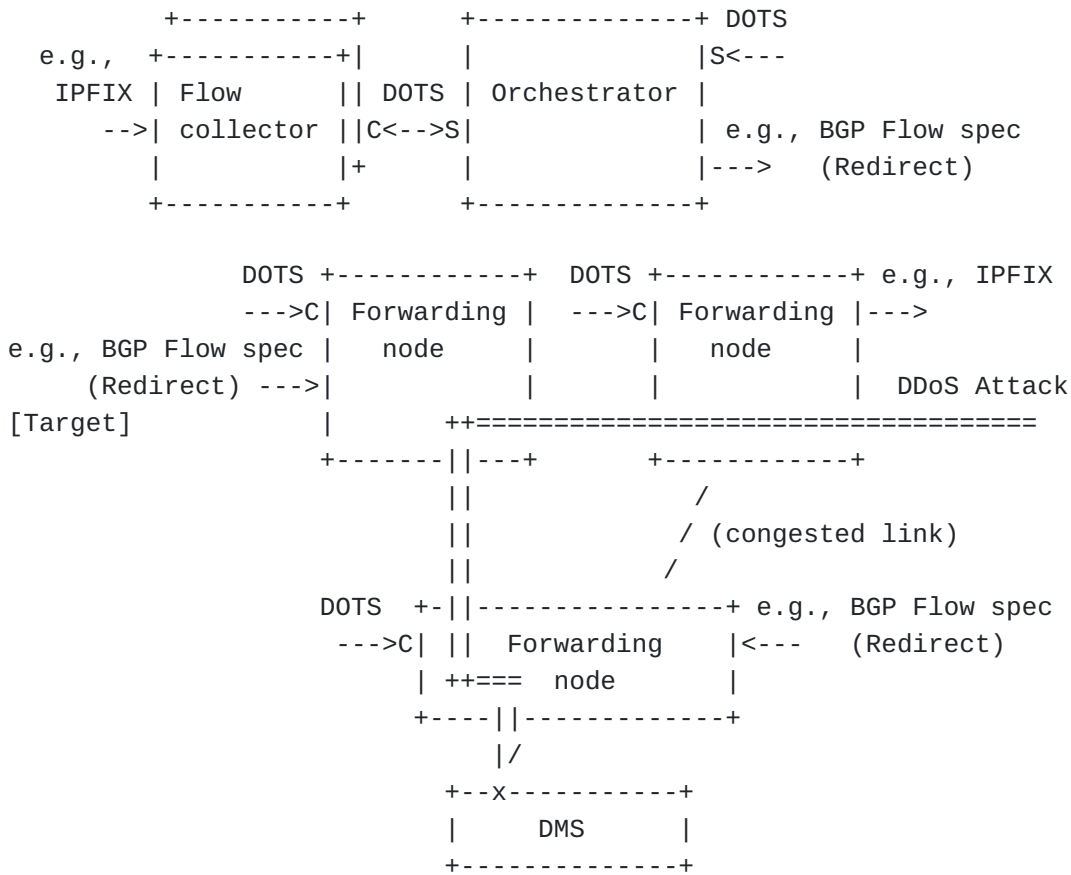 +-----------+      +--------------+ DOTS
  e.g.,  +-----------+|      |              |S<---
   IPFIX | Flow      || DOTS | Orchestrator |
      -->| collector ||C<-->S|              | e.g., BGP Flow spec
         |           |+      |              |--->   (Redirect)
         +-----------+       +--------------+

               DOTS +------------+  DOTS +------------+ e.g., IPFIX
               --->C| Forwarding |  --->C| Forwarding |--->
e.g., BGP Flow spec |   node     |       |   node     |
     (Redirect) --->|            |       |            |  DDoS Attack
[Target]            |       ++====================================
                    +-------||---+       +------------+
                            ||              /
                            ||             / (congested link)
                            ||            /
                    DOTS  +-||----------------+ e.g., BGP Flow spec
                     --->C| ||  Forwarding    |<---   (Redirect)
                          | ++===  node       |
                          +----||-------------+
                               |/
                            +--x-----------+
                            |     DMS      |
                            +--------------+